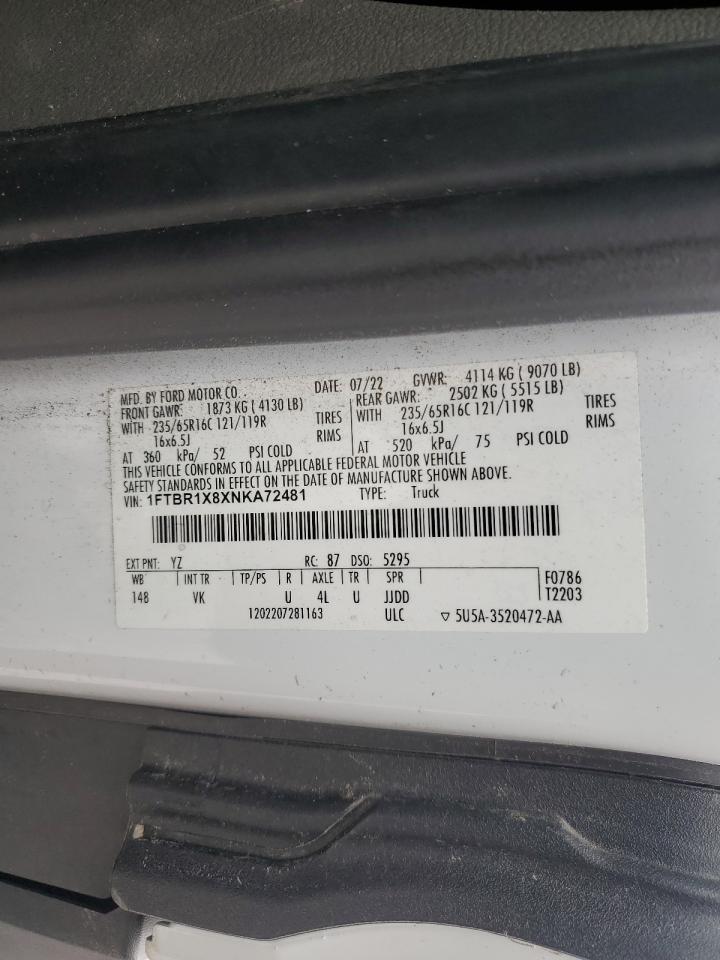 MFD. BY FORD MOTOR CO. DATE: 07/22 GVWR: 4114 KG ( 9070 LB)
FRONT GAWR: 1873 KG ( 4130 LB) REAR GAWR: 2502 KG ( 5515 LB)
WITH 235/65R16C 121/119R TIRES WITH 235/65R16C 121/119R TIRES
16x6.5J RIMS 16x6.5J RIMS
AT 360 kPa/ 52 PSI COLD AT 520 kPa/ 75 PSI COLD
THIS VEHICLE CONFORMS TO ALL APPLICABLE FEDERAL MOTOR VEHICLE
SAFETY STANDARDS IN EFFECT ON THE DATE OF MANUFACTURE SHOWN ABOVE.
VIN: 1FTBR1X8XNKA72481 TYPE: Truck
EXT PNT: YZ RC: 87 DSO: 5295
WB INT TR TP/PS R AXLE TR SPR F0786
148 VK U 4L U JJDD T2203
1202207281163 ULC ▽ 5U5A-3520472-AA